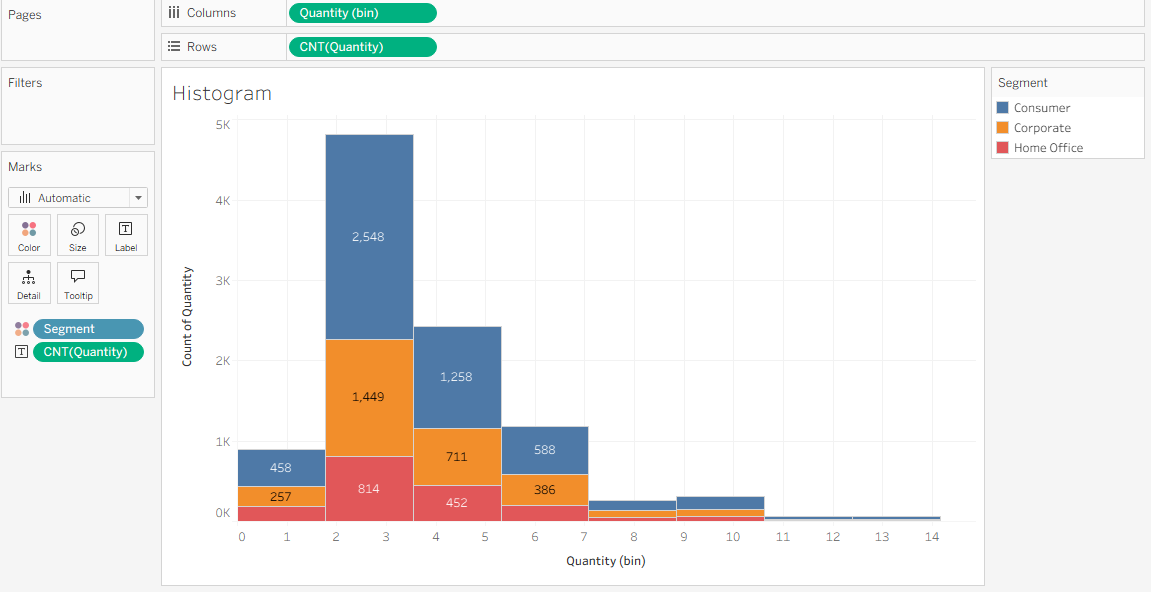 Pages
Columns
Quantity (bin)
Rows
CNT(Quantity)
Filters
Marks
Automatic
Color
Size
Label
Detail
Tooltip
Segment
CNT(Quantity)
Histogram
5K
4K
3K
2K
1K
0K
Count of Quantity
458
257
2,548
1,449
814
1,258
711
452
588
386
0 1 2 3 4 5 6 7 8 9 10 11 12 13 14
Quantity (bin)
Segment
Consumer
Corporate
Home Office